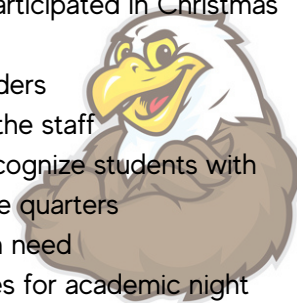 articipated in Christmas
ders
the staff
cognize students with
e quarters
need
es for academic night